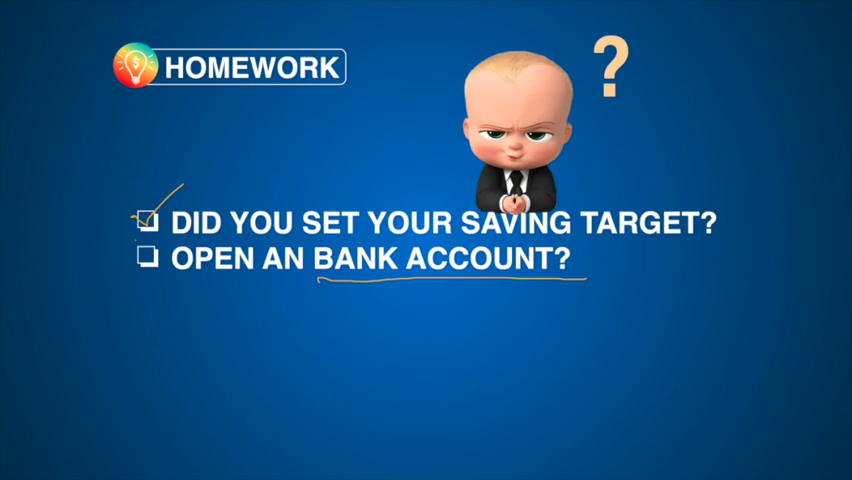 HOMEWORK
?
DID YOU SET YOUR SAVING TARGET?
OPEN AN BANK ACCOUNT?